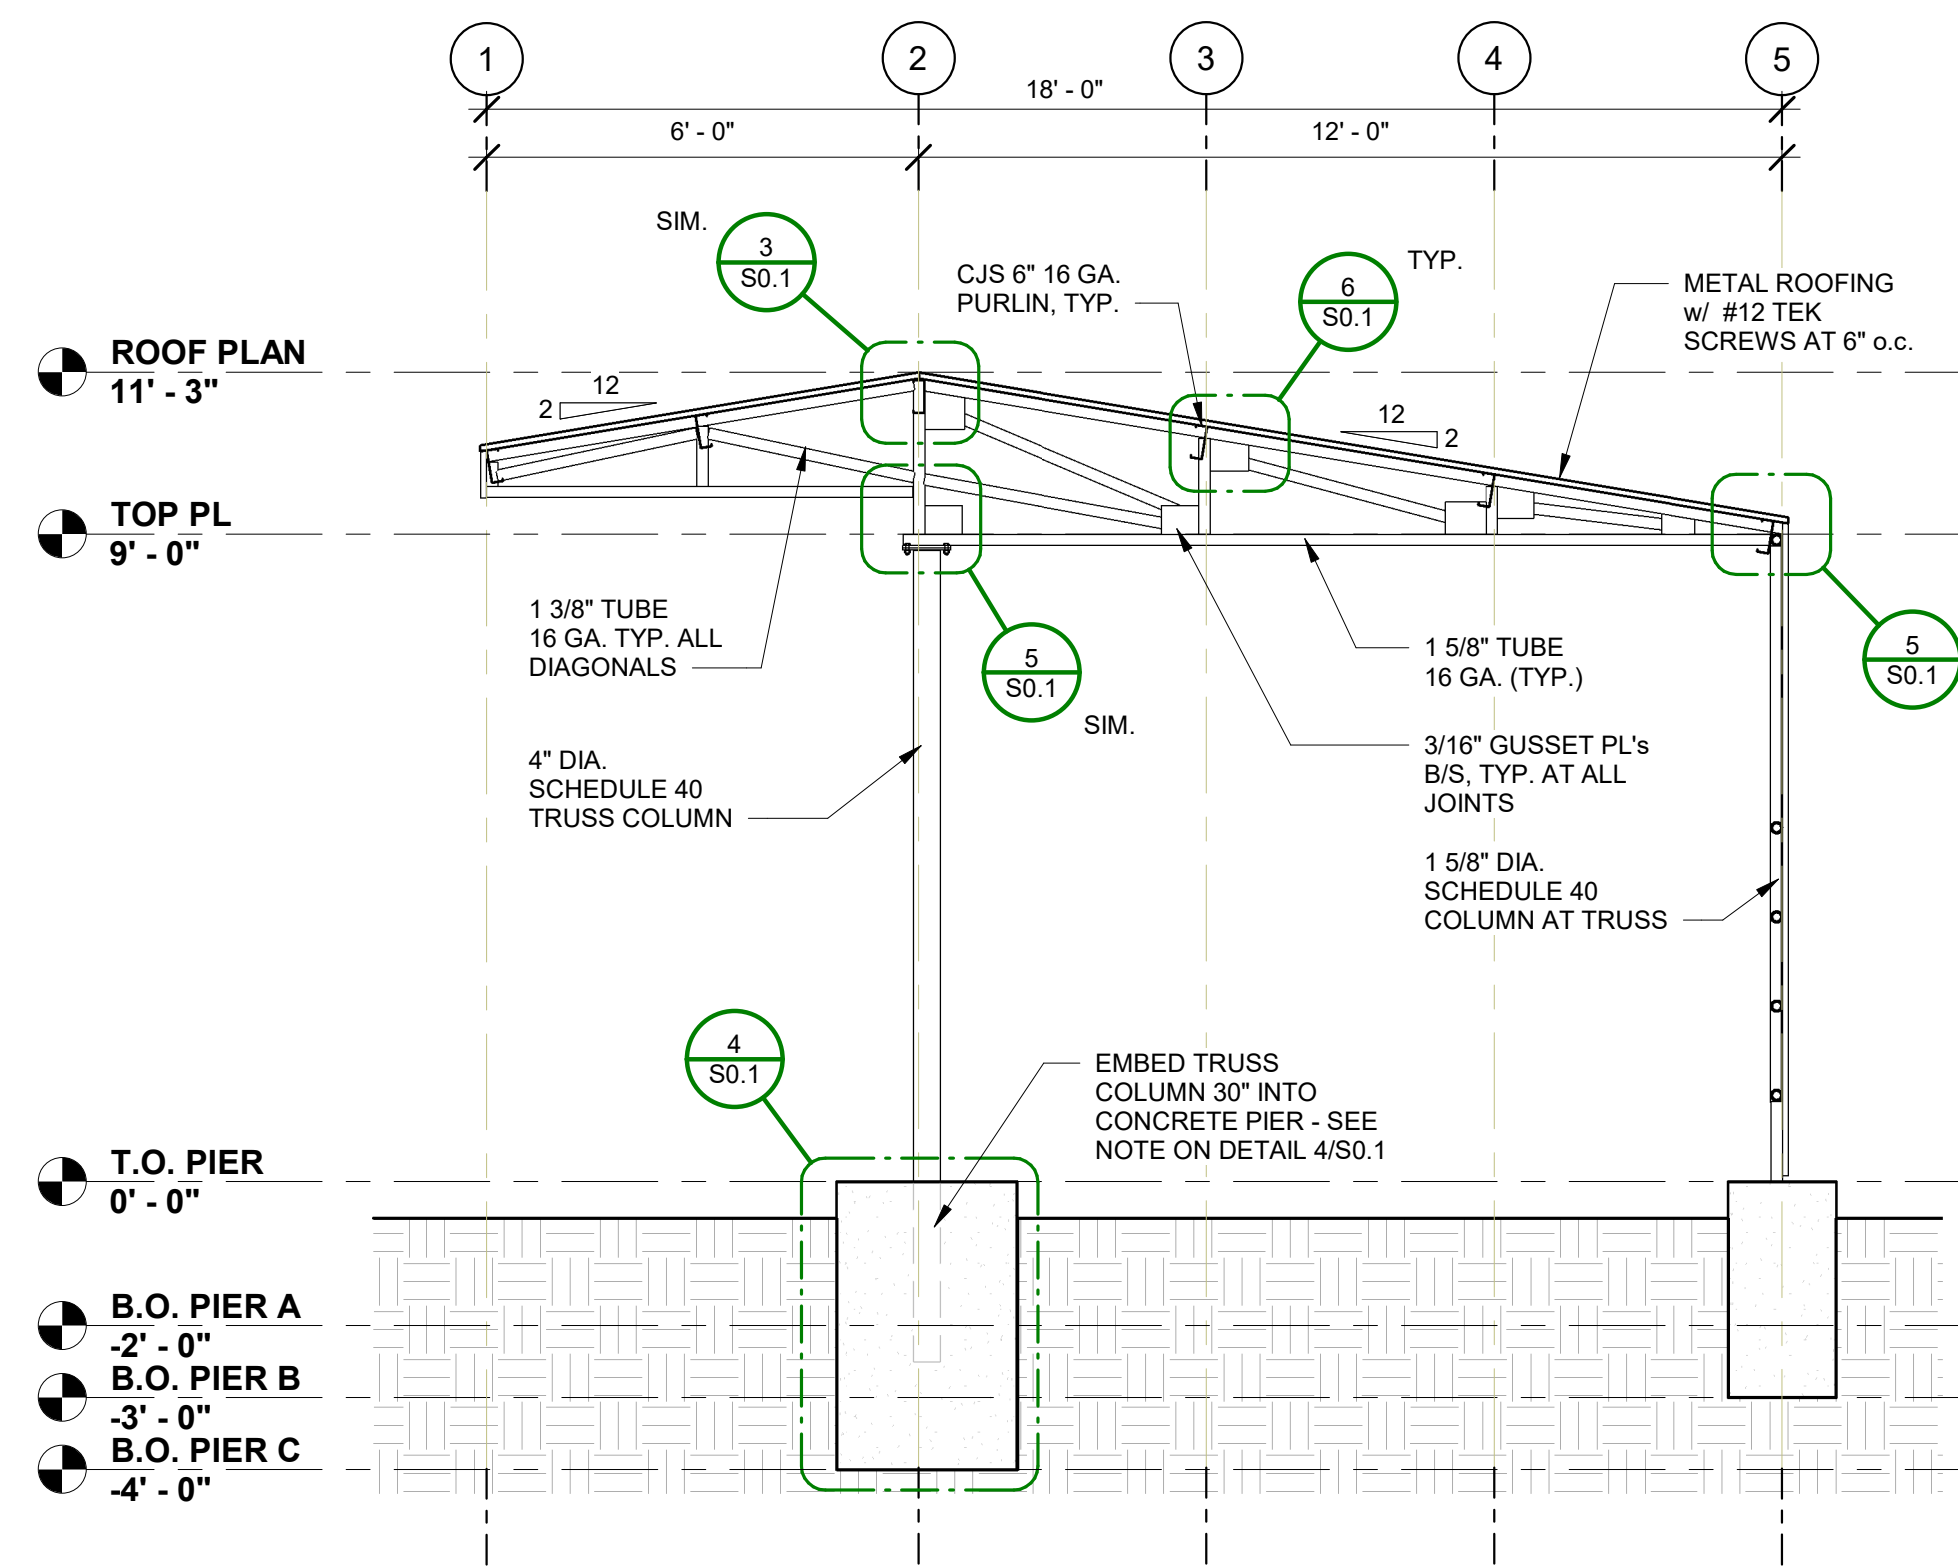 1
2
3
4
5
18' - 0"
6' - 0"
12' - 0"
SIM.
3
S0.1
CJS 6" 16 GA.
PURLIN, TYP.
6
S0.1
TYP.
METAL ROOFING
w/ #12 TEK
SCREWS AT 6" o.c.
ROOF PLAN
11' - 3"
12
2
12
2
TOP PL
9' - 0"
1 3/8" TUBE
16 GA. TYP. ALL
DIAGONALS
5
S0.1
SIM.
1 5/8" TUBE
16 GA. (TYP.)
5
S0.1
4" DIA.
SCHEDULE 40
TRUSS COLUMN
3/16" GUSSET PL's
B/S, TYP. AT ALL
JOINTS
1 5/8" DIA.
SCHEDULE 40
COLUMN AT TRUSS
4
S0.1
EMBED TRUSS
COLUMN 30" INTO
CONCRETE PIER - SEE
NOTE ON DETAIL 4/S0.1
T.O. PIER
0' - 0"
B.O. PIER A
-2' - 0"
B.O. PIER B
-3' - 0"
B.O. PIER C
-4' - 0"